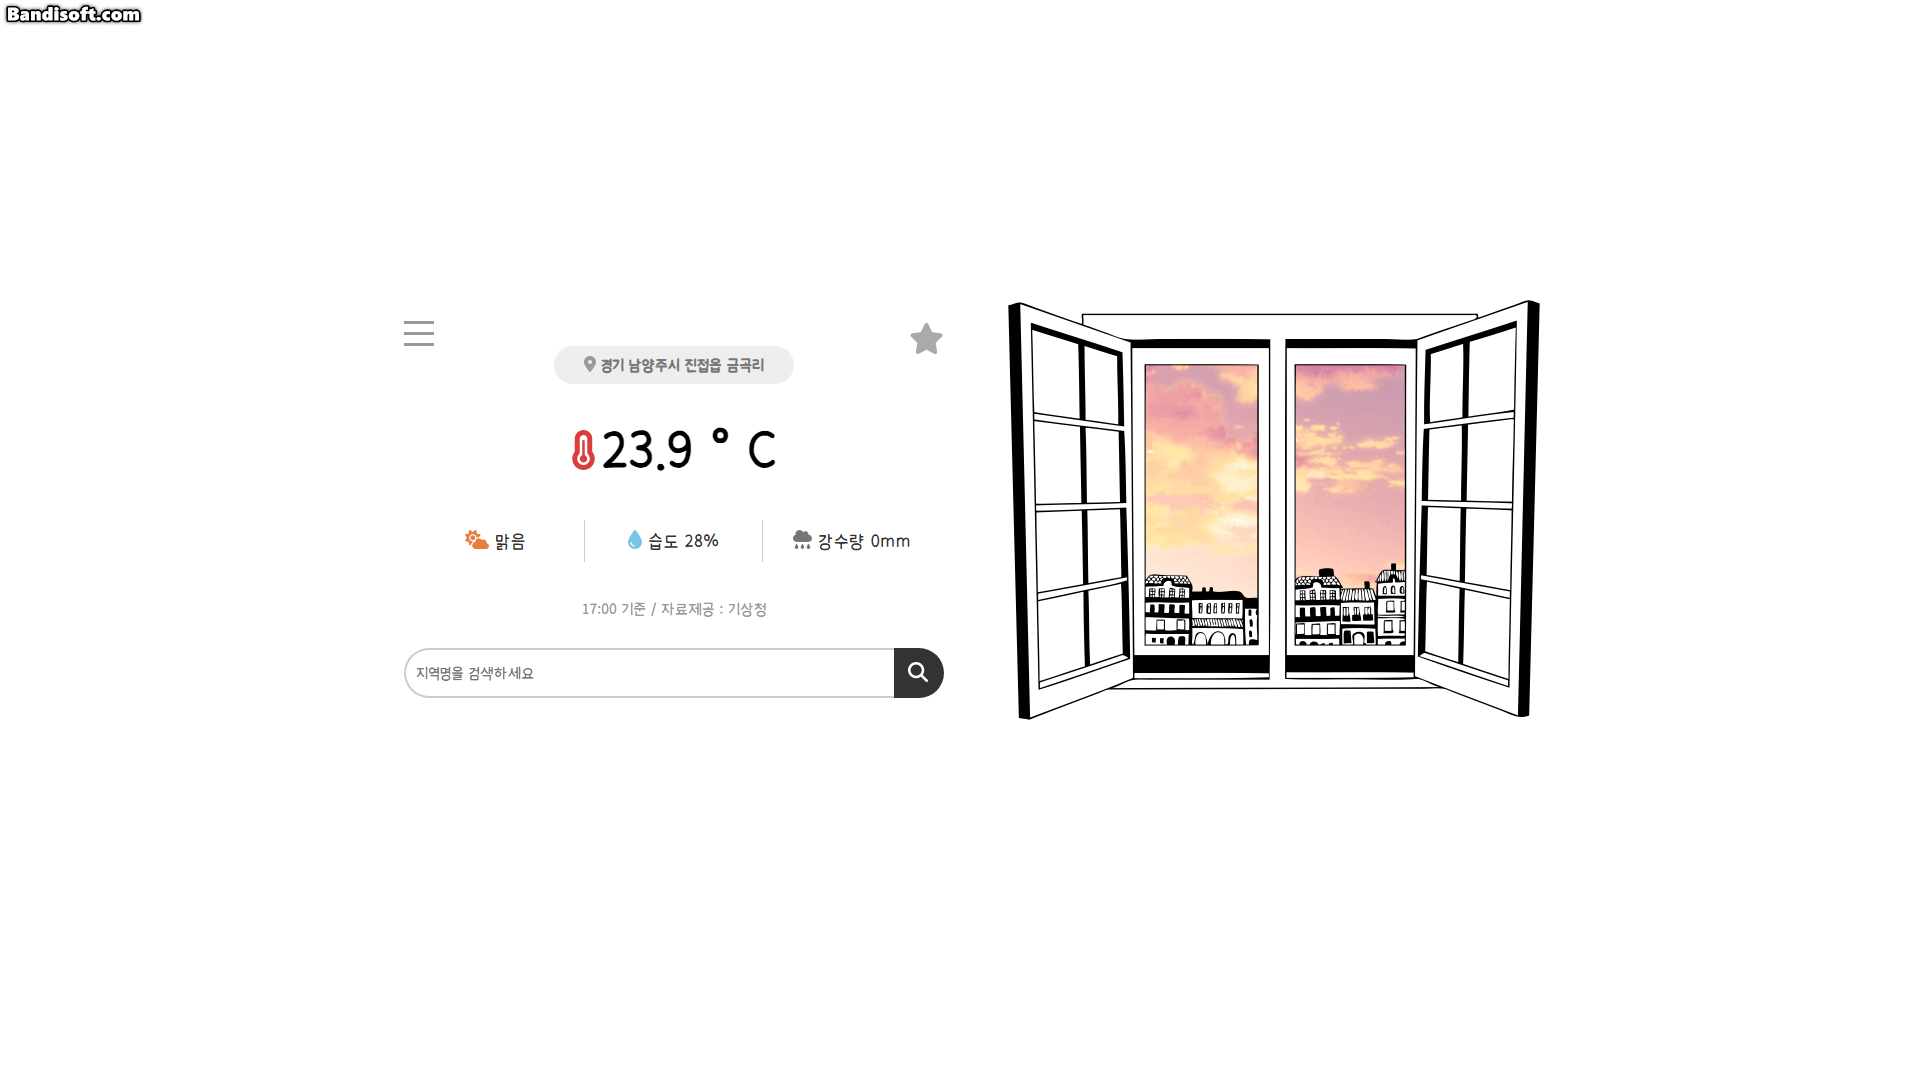 Bandisoft.com
경기 남양주시 진접읍 금곡리
23.9 ° C
맑음
습도 28%
강수량 0mm
17:00 기준 / 자료제공 : 기상청
지역명을 검색하세요